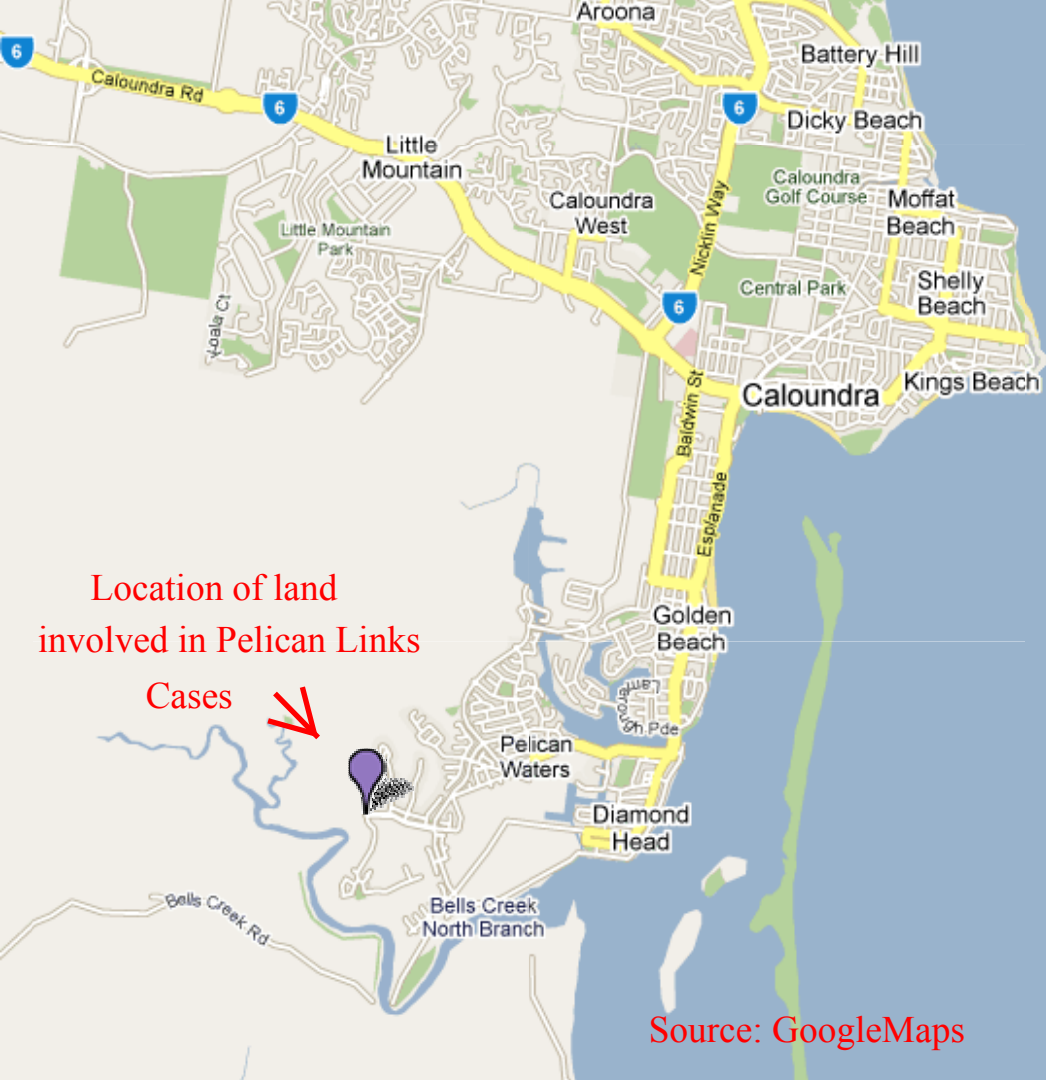 Aroona
Battery Hill
6
Caloundra Rd
6
6
Dicky Beach
Little
Mountain
Caloundra
Golf Course
Caloundra
West
Moffat
Beach
Nicklin Way
Little Mountain
Park
Central Park
Shelly
Beach
6
Koala Ct
Kings Beach
Caloundra
Baldwin St
Esplanade
Location of land
involved in Pelican Links
Cases
Golden
Beach
Lamerough Pde
Pelican
Waters
Diamond
Head
Bells Creek Rd
Bells Creek
North Branch
Source: GoogleMaps